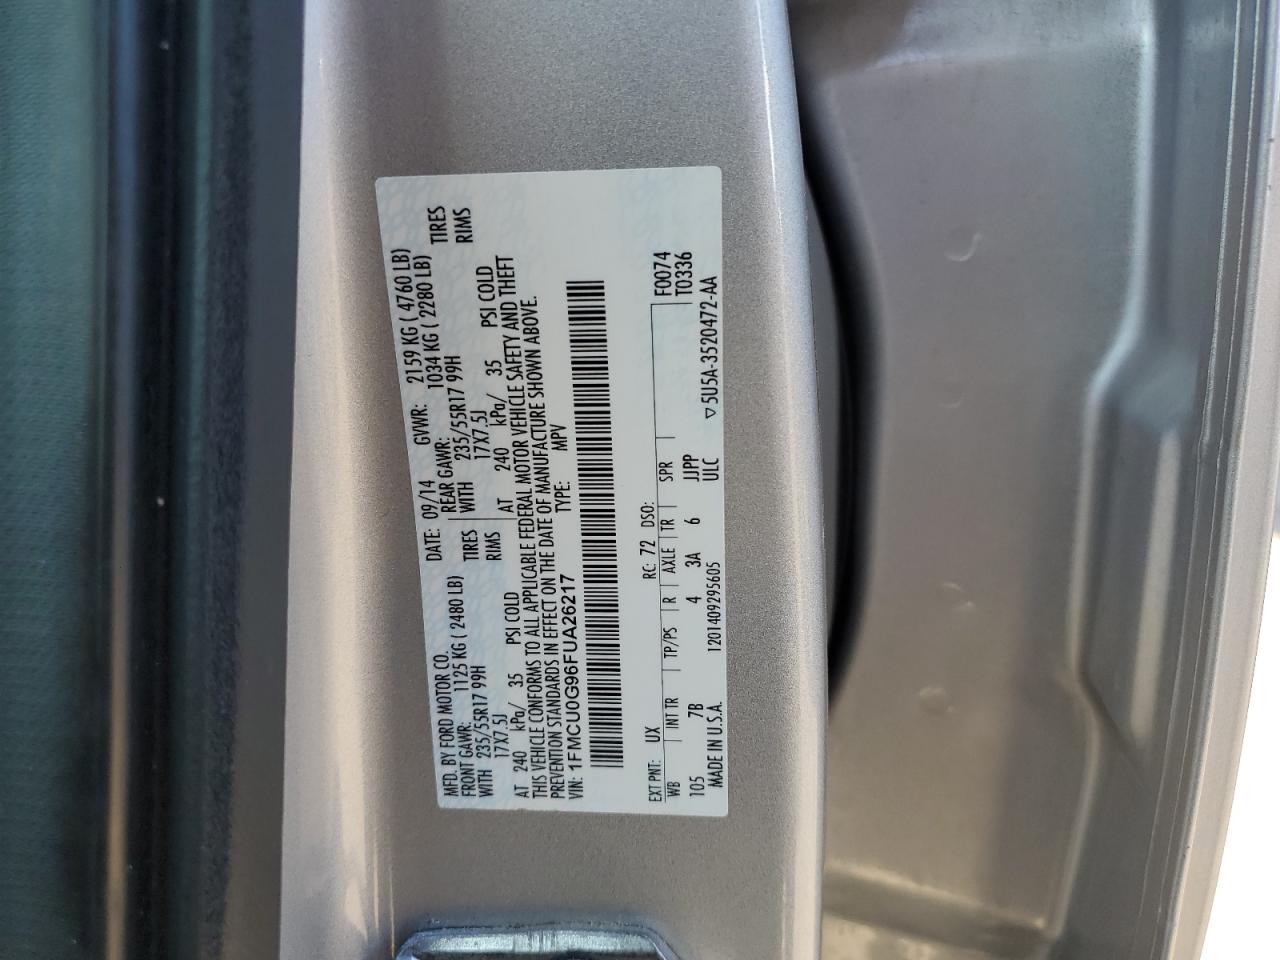 MFD. BY FORD MOTOR CO. DATE: 09/14 GVWR: 2159 KG ( 4760 LB)
FRONT GAWR: 1125 KG ( 2480 LB) REAR GAWR: 1034 KG ( 2280 LB)
WITH 235/55R17 99H TIRES WITH 235/55R17 99H TIRES
17X7.5J RIMS 17X7.5J RIMS
AT 240 kPa/ 35 PSI COLD AT 240 kPa/ 35 PSI COLD
THIS VEHICLE CONFORMS TO ALL APPLICABLE FEDERAL MOTOR VEHICLE SAFETY AND THEFT
PREVENTION STANDARDS IN EFFECT ON THE DATE OF MANUFACTURE SHOWN ABOVE.
VIN: 1FMCU0G96FUA26217 TYPE: MPV
EXT PNT: UX RC: 72 DSO: F0074
WB INT TR TP/PS R AXLE TR SPR T0336
105 7B 4 3A 6 JJPP
MADE IN U.S.A. 1201409295605 ULC ▽5U5A-3520472-AA